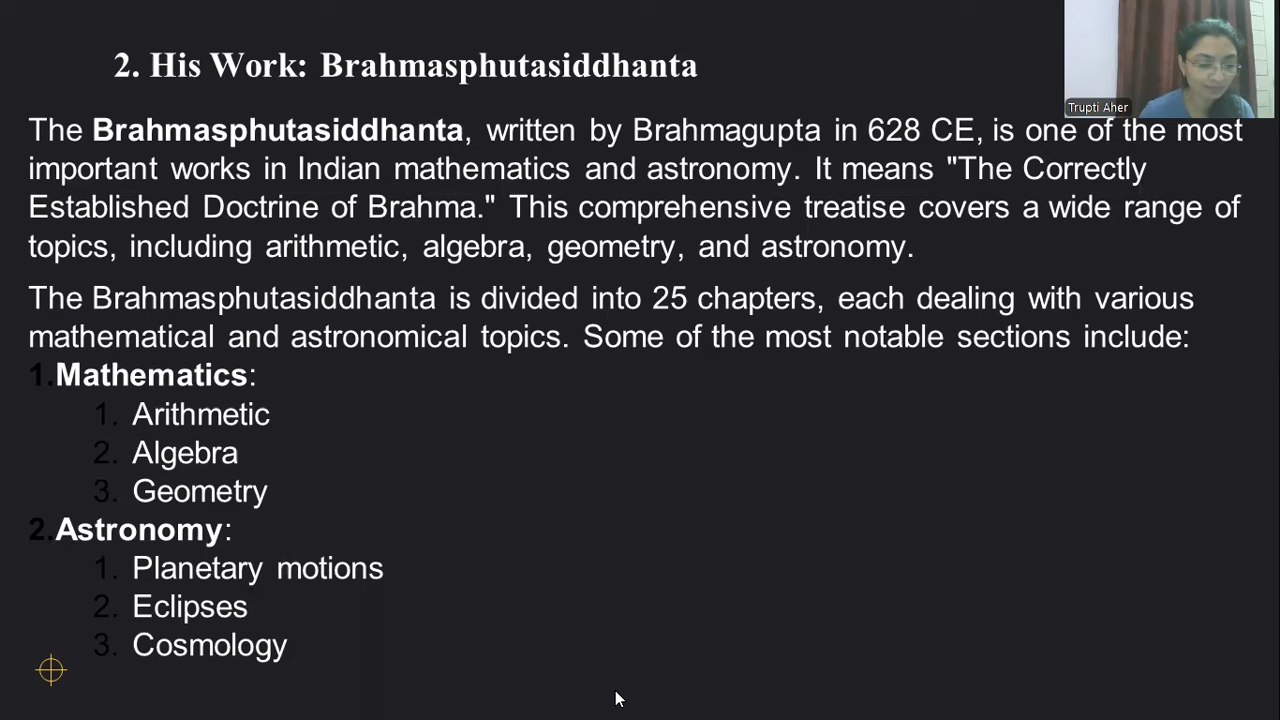 2. His Work: Brahmasphutasiddhanta
Trupti Aher
The Brahmasphutasiddhanta, written by Brahmagupta in 628 CE, is one of the most
important works in Indian mathematics and astronomy. It means "The Correctly
Established Doctrine of Brahma." This comprehensive treatise covers a wide range of
topics, including arithmetic, algebra, geometry, and astronomy.
The Brahmasphutasiddhanta is divided into 25 chapters, each dealing with various
mathematical and astronomical topics. Some of the most notable sections include:
1.Mathematics:
1. Arithmetic
2. Algebra
3. Geometry
2.Astronomy:
1. Planetary motions
2. Eclipses
3. Cosmology